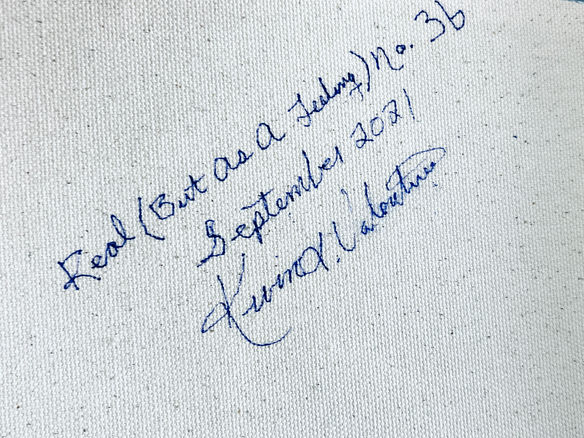 Real (But As A Feeling) No. 36
September 2021
Kevin L. Valentine